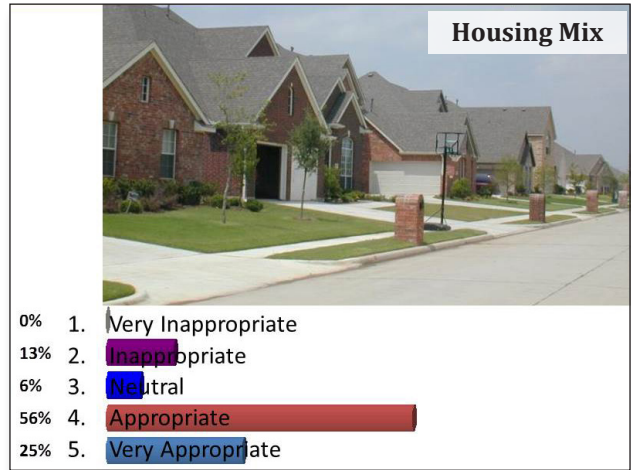 Housing Mix
0% 1. Very Inappropriate
13% 2. Inappropriate
6% 3. Neutral
56% 4. Appropriate
25% 5. Very Appropriate